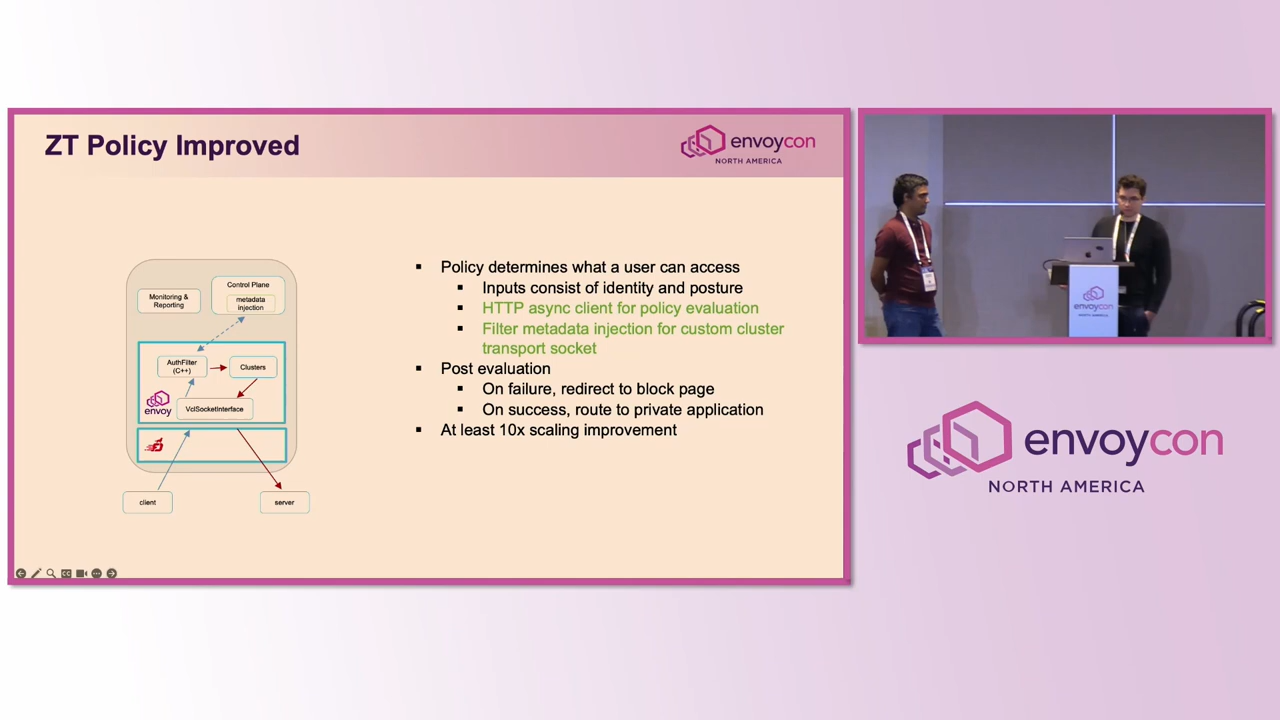 ZT Policy Improved
envoycon
NORTH AMERICA
Monitoring &
Reporting
Control Plane
metadata
injection
AuthFilter
(C++)
Clusters
envoy
VclSocketInterface
client
server
▪ Policy determines what a user can access
▪ Inputs consist of identity and posture
▪ HTTP async client for policy evaluation
▪ Filter metadata injection for custom cluster
transport socket
▪ Post evaluation
▪ On failure, redirect to block page
▪ On success, route to private application
▪ At least 10x scaling improvement
envoycon
NORTH AMERICA
envoycon
NORTH AMERICA